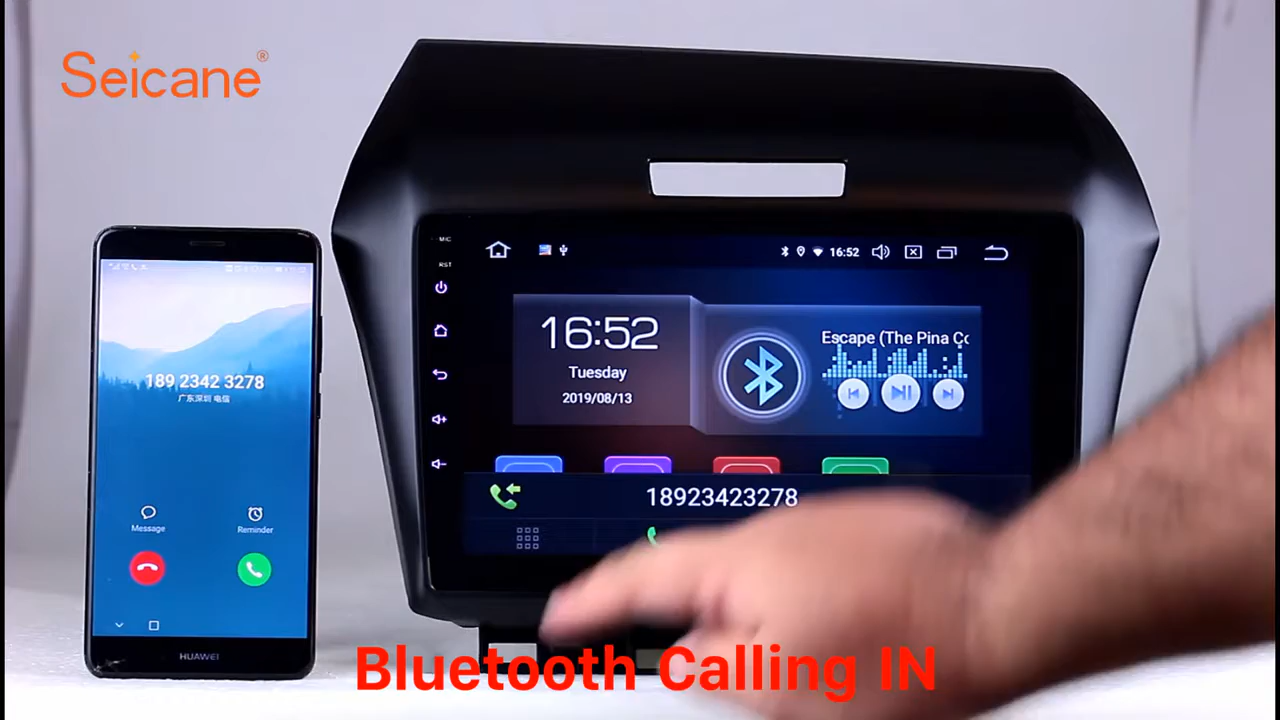 Seicane®
MIC
RST
16:52
16:52
Tuesday
2019/08/13
Escape (The Pina Co
18923423278
189 2342 3278
广东深圳 电信
Message
Reminder
HUAWEI
Bluetooth Calling IN